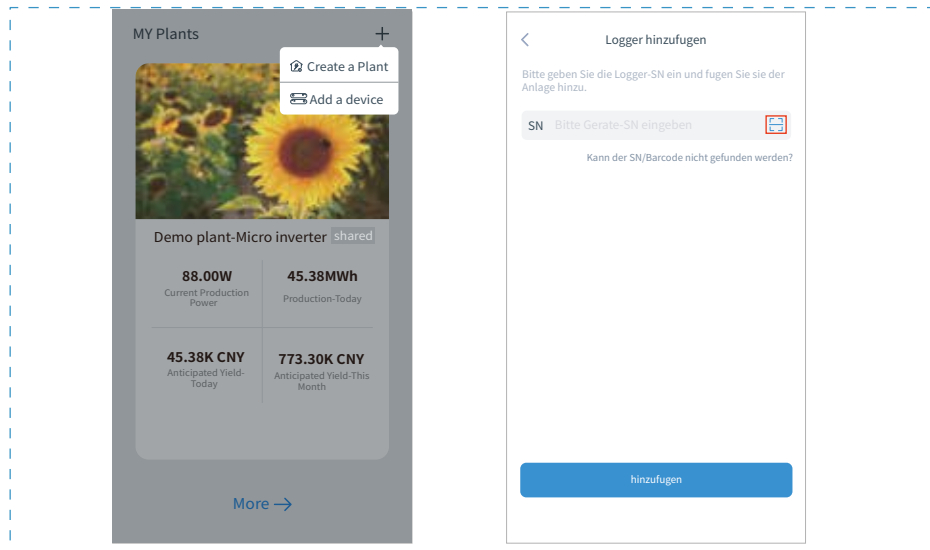 MY Plants
Create a Plant
Add a device
Demo plant-Micro inverter shared
88.00W
Current Production
Power
45.38MWh
Production-Today
45.38K CNY
Anticipated Yield-
Today
773.30K CNY
Anticipated Yield-This
Month
More
Logger hinzufugen
Bitte geben Sie die Logger-SN ein und fugen Sie sie der
Anlage hinzu.
SN Bitte Gerate-SN eingeben
Kann der SN/Barcode nicht gefunden werden?
hinzufugen